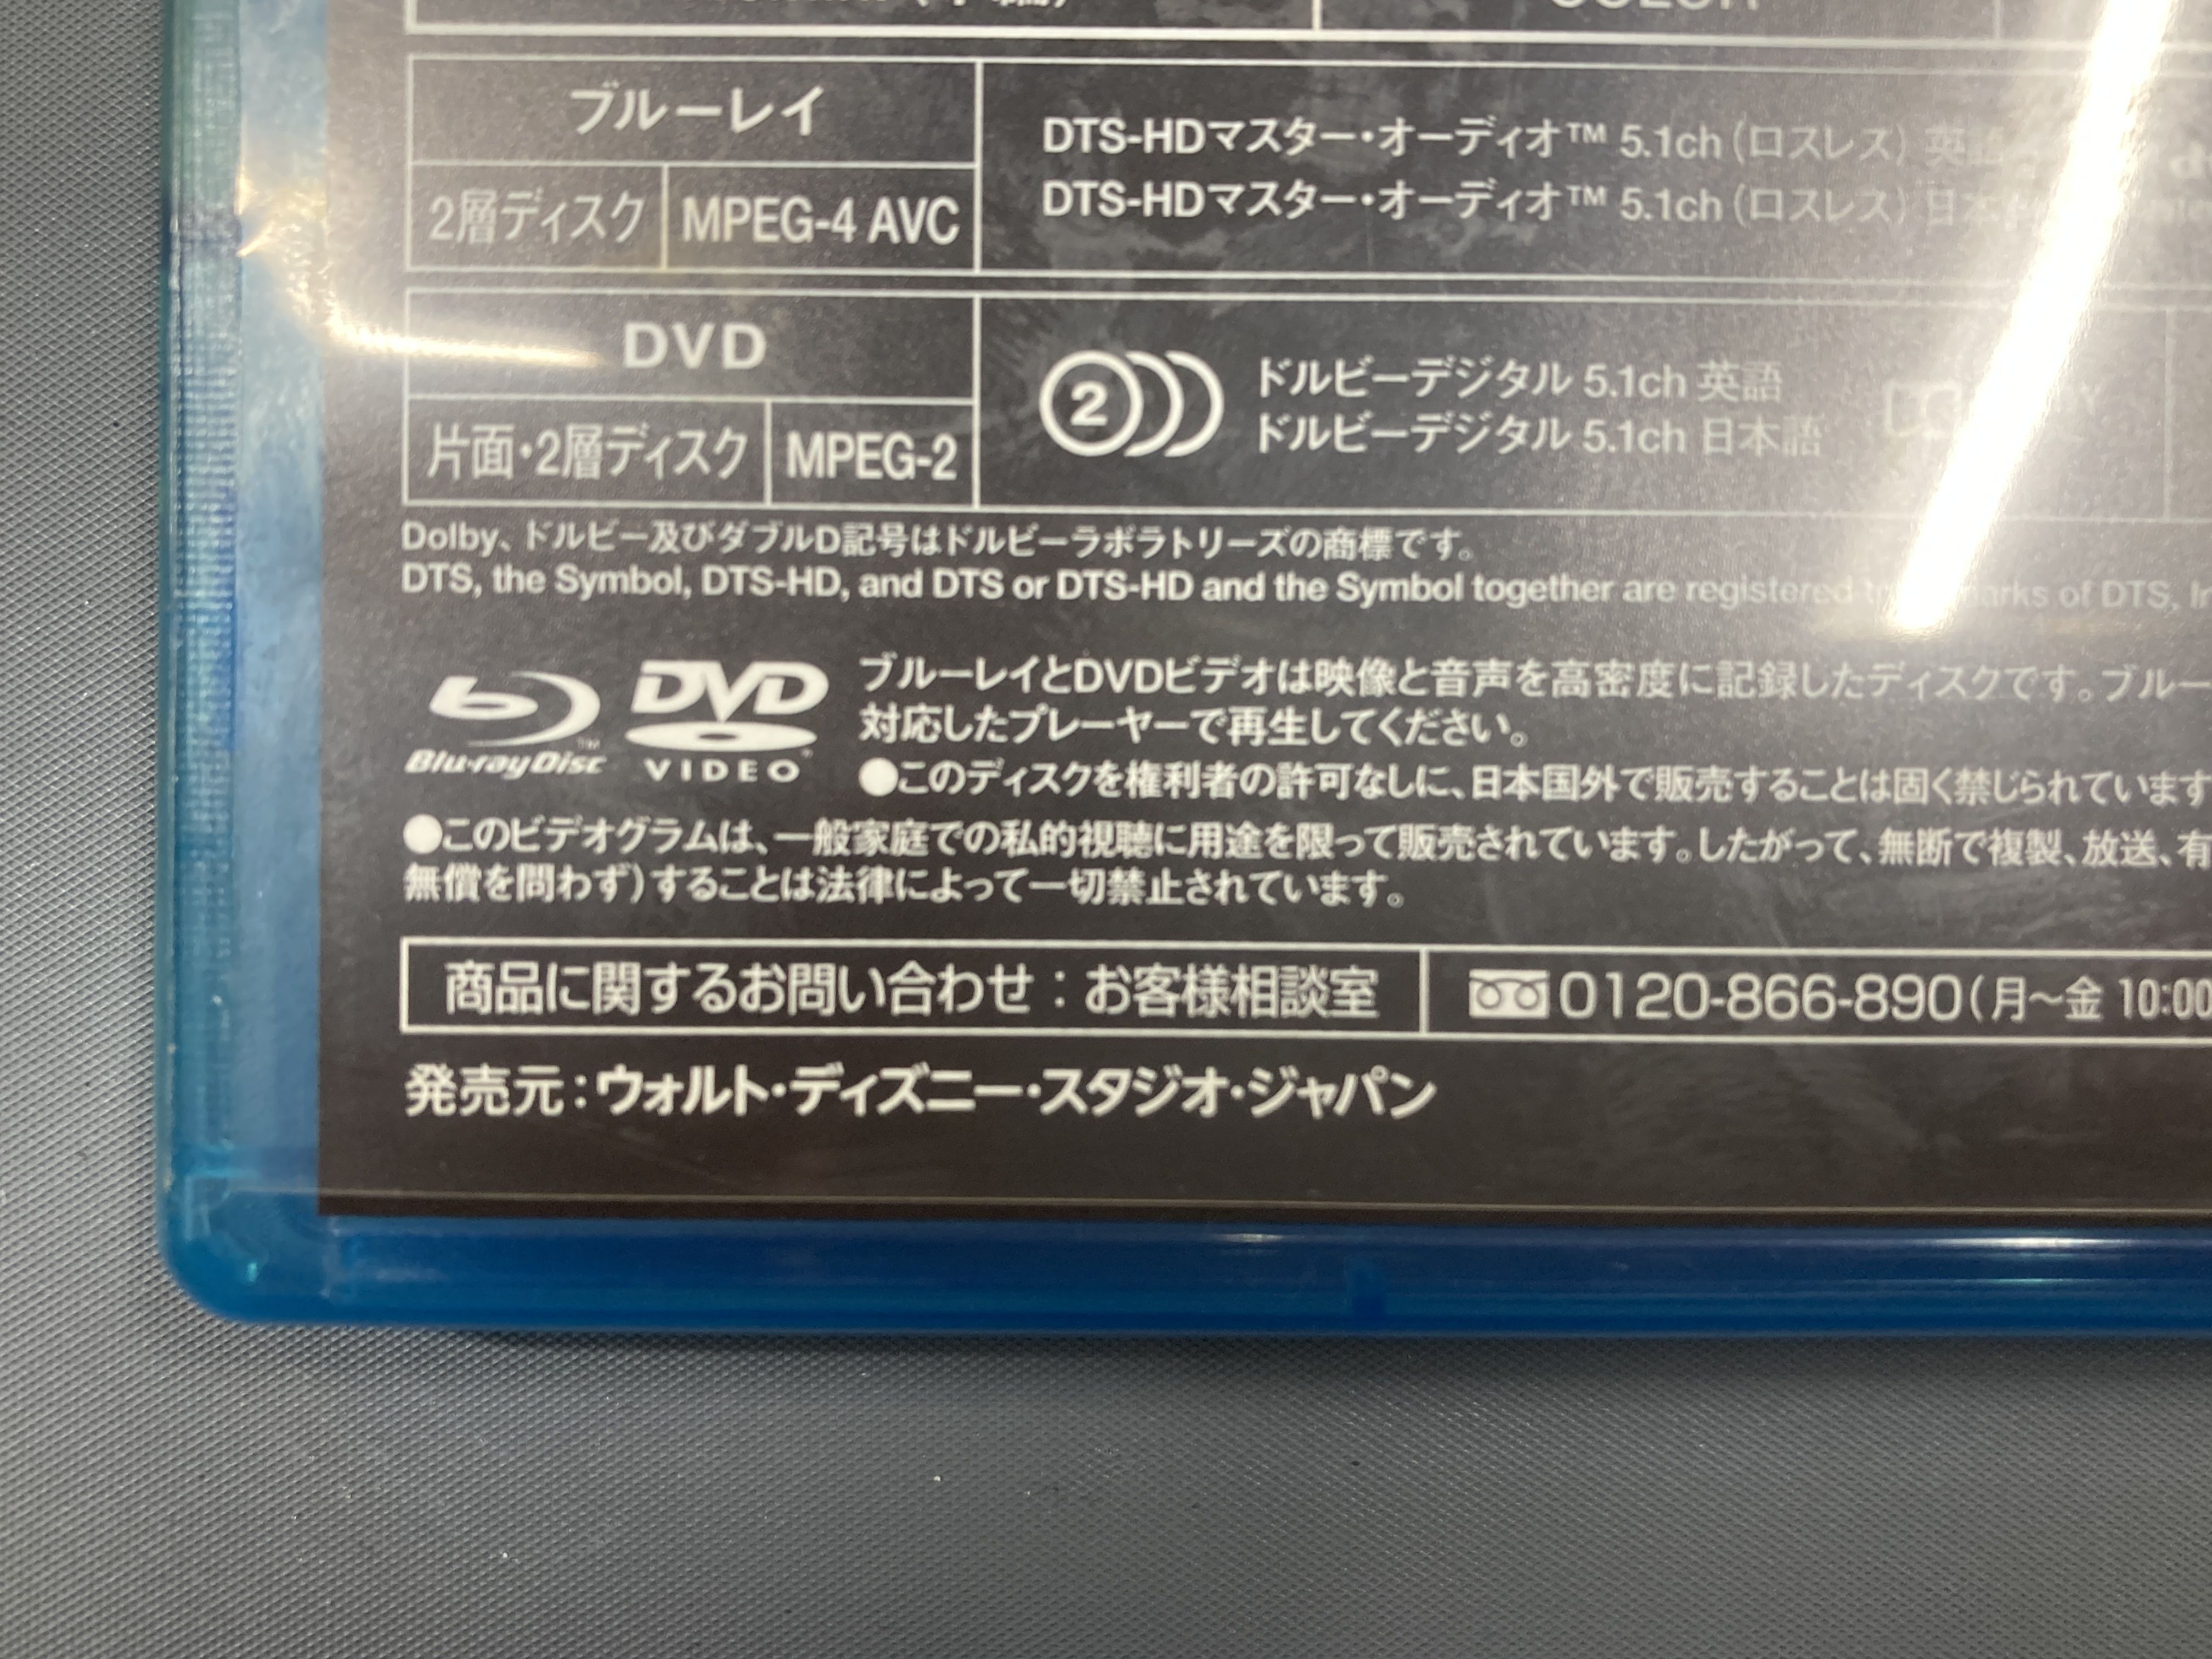 COLOR
ブルーレイ
2層ディスク MPEG-4 AVC
DTS-HDマスター・オーディオ™ 5.1ch(ロスレス) 英語
DTS-HDマスター・オーディオ™ 5.1ch(ロスレス) 日本
DVD
片面・2層ディスク MPEG-2
2
ドルビーデジタル 5.1ch 英語
ドルビーデジタル 5.1ch 日本語
Dolby、ドルビー及びダブルD記号はドルビーラボラトリーズの商標です。
DTS, the Symbol, DTS-HD, and DTS or DTS-HD and the Symbol together are registered trademarks of DTS,
Blu-ray Disc™
DVD VIDEO
ブルーレイとDVDビデオは映像と音声を高密度に記録したディスクです。ブルー
対応したプレーヤーで再生してください。
●このディスクを権利者の許可なしに、日本国外で販売することは固く禁じられています
●このビデオグラムは、一般家庭での私的視聴に用途を限って販売されています。したがって、無断で複製、放送、有
無償を問わず)することは法律によって一切禁止されています。
商品に関するお問い合わせ:お客様相談室
0120-866-890(月〜金 10:00
発売元:ウォルト・ディズニー・スタジオ・ジャパン